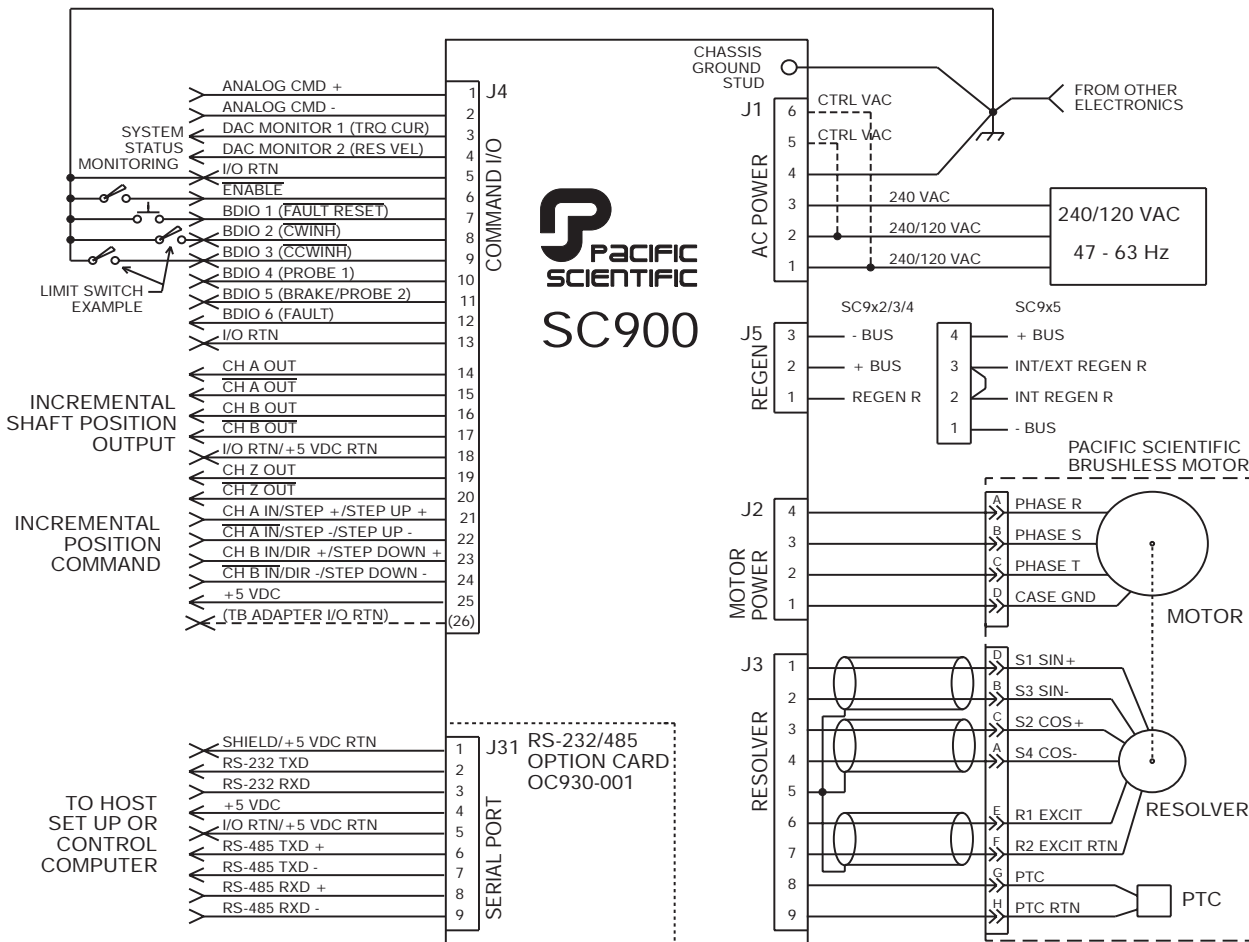 CHASSIS
GROUND
STUD
FROM OTHER
ELECTRONICS
J4
COMMAND I/O
ANALOG CMD + 1
ANALOG CMD - 2
DAC MONITOR 1 (TRQ CUR) 3
DAC MONITOR 2 (RES VEL) 4
I/O RTN 5
ENABLE 6
BDIO 1 (FAULT RESET) 7
BDIO 2 (CWINH) 8
BDIO 3 (CCWINH) 9
BDIO 4 (PROBE 1) 10
BDIO 5 (BRAKE/PROBE 2) 11
BDIO 6 (FAULT) 12
I/O RTN 13
CH A OUT 14
CH A OUT 15
CH B OUT 16
CH B OUT 17
I/O RTN/+5 VDC RTN 18
CH Z OUT 19
CH Z OUT 20
CH A IN/STEP +/STEP UP + 21
CH A IN/STEP -/STEP UP - 22
CH B IN/DIR +/STEP DOWN + 23
CH B IN/DIR -/STEP DOWN - 24
+5 VDC 25
(TB ADAPTER I/O RTN) (26)
SYSTEM
STATUS
MONITORING
LIMIT SWITCH
EXAMPLE
INCREMENTAL
SHAFT POSITION
OUTPUT
INCREMENTAL
POSITION
COMMAND
PACIFIC
SCIENTIFIC
SC900
J1
AC POWER
6 CTRL VAC
5 CTRL VAC
4
3 240 VAC
2 240/120 VAC
1 240/120 VAC
240/120 VAC
47 - 63 Hz
J5
REGEN
SC9x2/3/4
3 - BUS
2 + BUS
1 REGEN R
SC9x5
4 + BUS
3 INT/EXT REGEN R
2 INT REGEN R
1 - BUS
PACIFIC SCIENTIFIC
BRUSHLESS MOTOR
J2
MOTOR
POWER
4 A PHASE R
3 B PHASE S
2 C PHASE T
1 D CASE GND
MOTOR
J3
RESOLVER
1 D S1 SIN+
2 B S3 SIN-
3 C S2 COS+
4 A S4 COS-
5
6 E R1 EXCIT
7 F R2 EXCIT RTN
8 G PTC
9 H PTC RTN
RESOLVER
PTC
J31 RS-232/485
OPTION CARD
OC930-001
SERIAL PORT
SHIELD/+5 VDC RTN 1
RS-232 TXD 2
RS-232 RXD 3
+5 VDC 4
I/O RTN/+5 VDC RTN 5
RS-485 TXD + 6
RS-485 TXD - 7
RS-485 RXD + 8
RS-485 RXD - 9
TO HOST
SET UP OR
CONTROL
COMPUTER